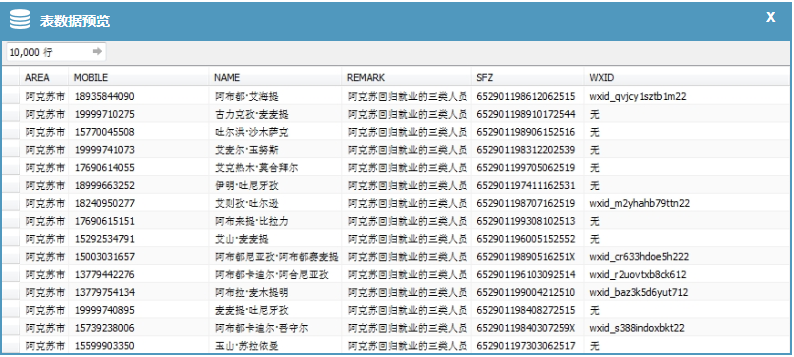 表数据预览 X
10,000 行
AREA MOBILE NAME REMARK SFZ WXID
阿克苏市 18935844090 阿布都·艾海提 阿克苏回归就业的三类人员 652901198612062515 wxid_qvjcy1sztb1m22
阿克苏市 19999710275 古力克孜·麦麦提 阿克苏回归就业的三类人员 652901198910172544 无
阿克苏市 15770045508 吐尔洪·沙木萨克 阿克苏回归就业的三类人员 652901198906152516 无
阿克苏市 19999741073 艾麦尔·玉努斯 阿克苏回归就业的三类人员 652901198312202539 无
阿克苏市 17690614055 艾克热木·莫合拜尔 阿克苏回归就业的三类人员 652901199705062519 无
阿克苏市 18999663252 伊明·吐尼牙孜 阿克苏回归就业的三类人员 652901197411162531 无
阿克苏市 18240950277 艾则孜·吐尔逊 阿克苏回归就业的三类人员 652901198707162519 wxid_m2yhahb79ttn22
阿克苏市 17690615151 阿布来提·比拉力 阿克苏回归就业的三类人员 652901199308102513 无
阿克苏市 15292534791 艾山·麦麦提 阿克苏回归就业的三类人员 652901196005152552 无
阿克苏市 15003031657 阿布都尼亚孜·阿布都赛麦提 阿克苏回归就业的三类人员 65290119890516251X wxid_cr633hdoe5h222
阿克苏市 13779442276 阿布都卡迪尔·阿合尼亚孜 阿克苏回归就业的三类人员 652901196103092514 wxid_r2uovtxb8ck612
阿克苏市 13779754134 阿布拉·麦木提明 阿克苏回归就业的三类人员 652901199004212510 wxid_baz3k5d6yut712
阿克苏市 19999740895 麦麦提·吐尼牙孜 阿克苏回归就业的三类人员 652901198408272515 无
阿克苏市 15739238006 阿布都卡迪尔·吾守尔 阿克苏回归就业的三类人员 65290119840307259X wxid_s388indoxbkt22
阿克苏市 15599903350 玉山·苏拉依曼 阿克苏回归就业的三类人员 652901197303062517 无